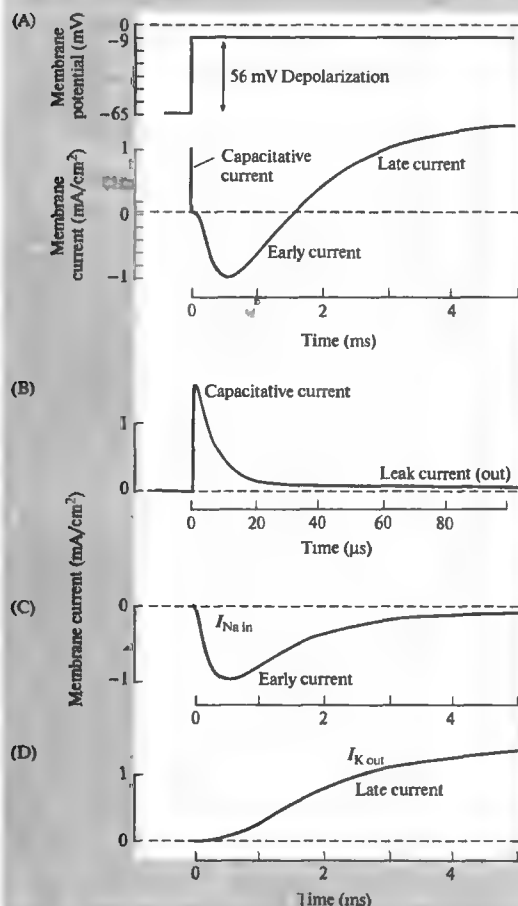 (A)
0
-9
-65
Membrane potential (mV)
56 mV Depolarization
Membrane current (mA/cm²)
1
0
-1
Capacitative current
Late current
Early current
0 2 4
Time (ms)
(B)
Capacitative current
1
0
Leak current (out)
0 20 40 60 80
Time (μs)
Membrane current (mA/cm²)
(C)
0
-1
I Na in
Early current
0 2 4
(D)
I K out
Late current
1
0
0 2 4
Time (ms)